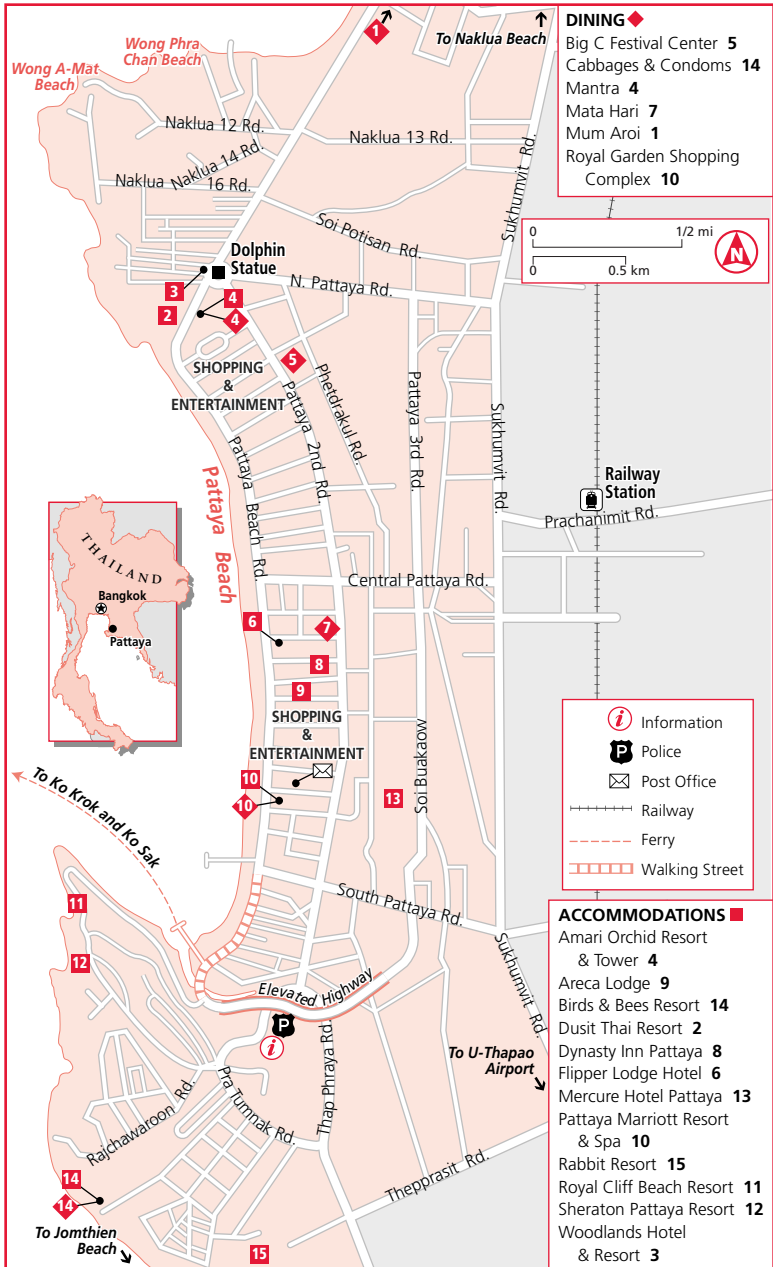 DINING
Big C Festival Center 5
Cabbages & Condoms 14
Mantra 4
Mata Hari 7
Mum Aroi 1
Royal Garden Shopping
Complex 10
0 1/2 mi
0 0.5 km
N
1
To Naklua Beach
Wong Phra
Chan Beach
Wong A-Mat
Beach
Naklua 12 Rd.
Naklua 13 Rd.
Naklua 14 Rd.
Naklua 16 Rd.
Soi Potisan Rd.
Sukhumvit Rd.
Dolphin
Statue
N. Pattaya Rd.
3
2
4
4
5
SHOPPING
&
ENTERTAINMENT
Phetdrakul Rd.
Pattaya 2nd Rd.
Pattaya 3rd Rd.
Sukhumvit Rd.
Pattaya Beach Rd.
Pattaya Beach
Railway
Station
Prachanimit Rd.
THAILAND
Bangkok
Pattaya
Central Pattaya Rd.
6
7
8
9
SHOPPING
&
ENTERTAINMENT
10
10
13
Soi Buakaow
To Ko Krok and Ko Sak
i Information
P Police
Post Office
Railway
Ferry
Walking Street
South Pattaya Rd.
Sukhumvit Rd.
11
12
Elevated Highway
P
i
To U-Thapao
Airport
Thap Phraya Rd.
Pra Tumnak Rd.
Rajchawaroon Rd.
Thepprasit Rd.
14
14
To Jomthien
Beach
15
ACCOMMODATIONS
Amari Orchid Resort
& Tower 4
Areca Lodge 9
Birds & Bees Resort 14
Dusit Thai Resort 2
Dynasty Inn Pattaya 8
Flipper Lodge Hotel 6
Mercure Hotel Pattaya 13
Pattaya Marriott Resort
& Spa 10
Rabbit Resort 15
Royal Cliff Beach Resort 11
Sheraton Pattaya Resort 12
Woodlands Hotel
& Resort 3